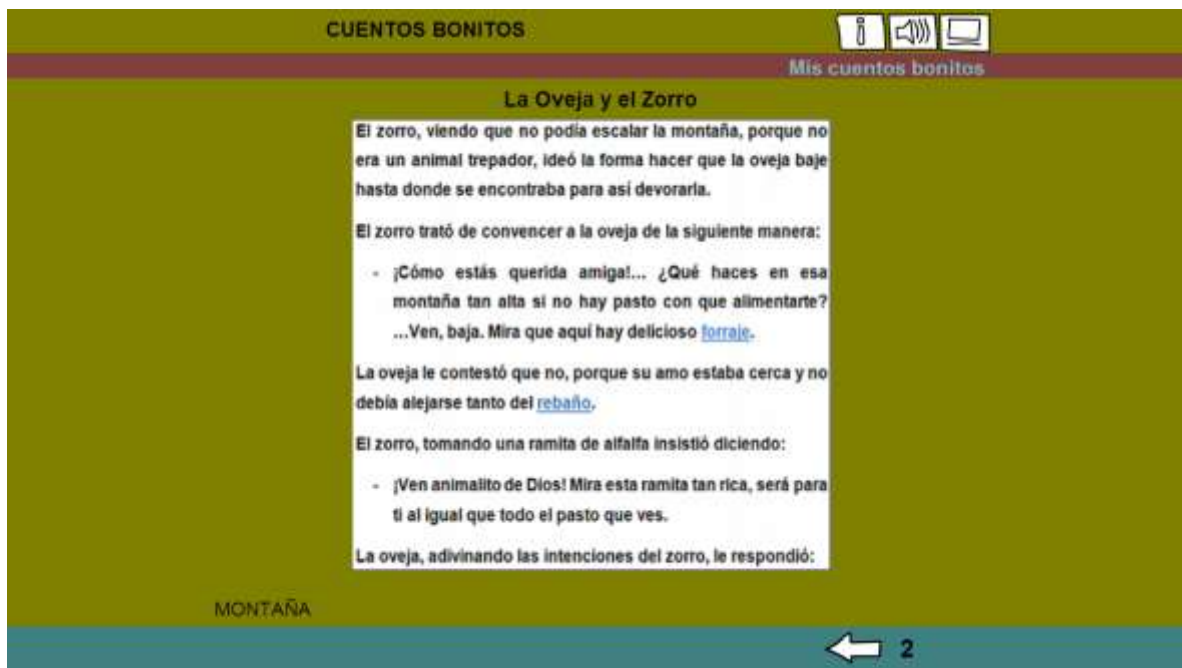 CUENTOS BONITOS
Mis cuentos bonitos
La Oveja y el Zorro
El zorro, viendo que no podía escalar la montaña, porque no
era un animal trepador, ideó la forma hacer que la oveja baje
hasta donde se encontraba para así devorarla.
El zorro trató de convencer a la oveja de la siguiente manera:
- ¡Cómo estás querida amiga!... ¿Qué haces en esa
montaña tan alta si no hay pasto con que alimentarte?
...Ven, baja. Mira que aquí hay delicioso forraje.
La oveja le contestó que no, porque su amo estaba cerca y no
debía alejarse tanto del rebaño.
El zorro, tomando una ramita de alfalfa insistió diciendo:
- ¡Ven animalito de Dios! Mira esta ramita tan rica, será para
ti al igual que todo el pasto que ves.
La oveja, adivinando las intenciones del zorro, le respondió:
MONTAÑA
2